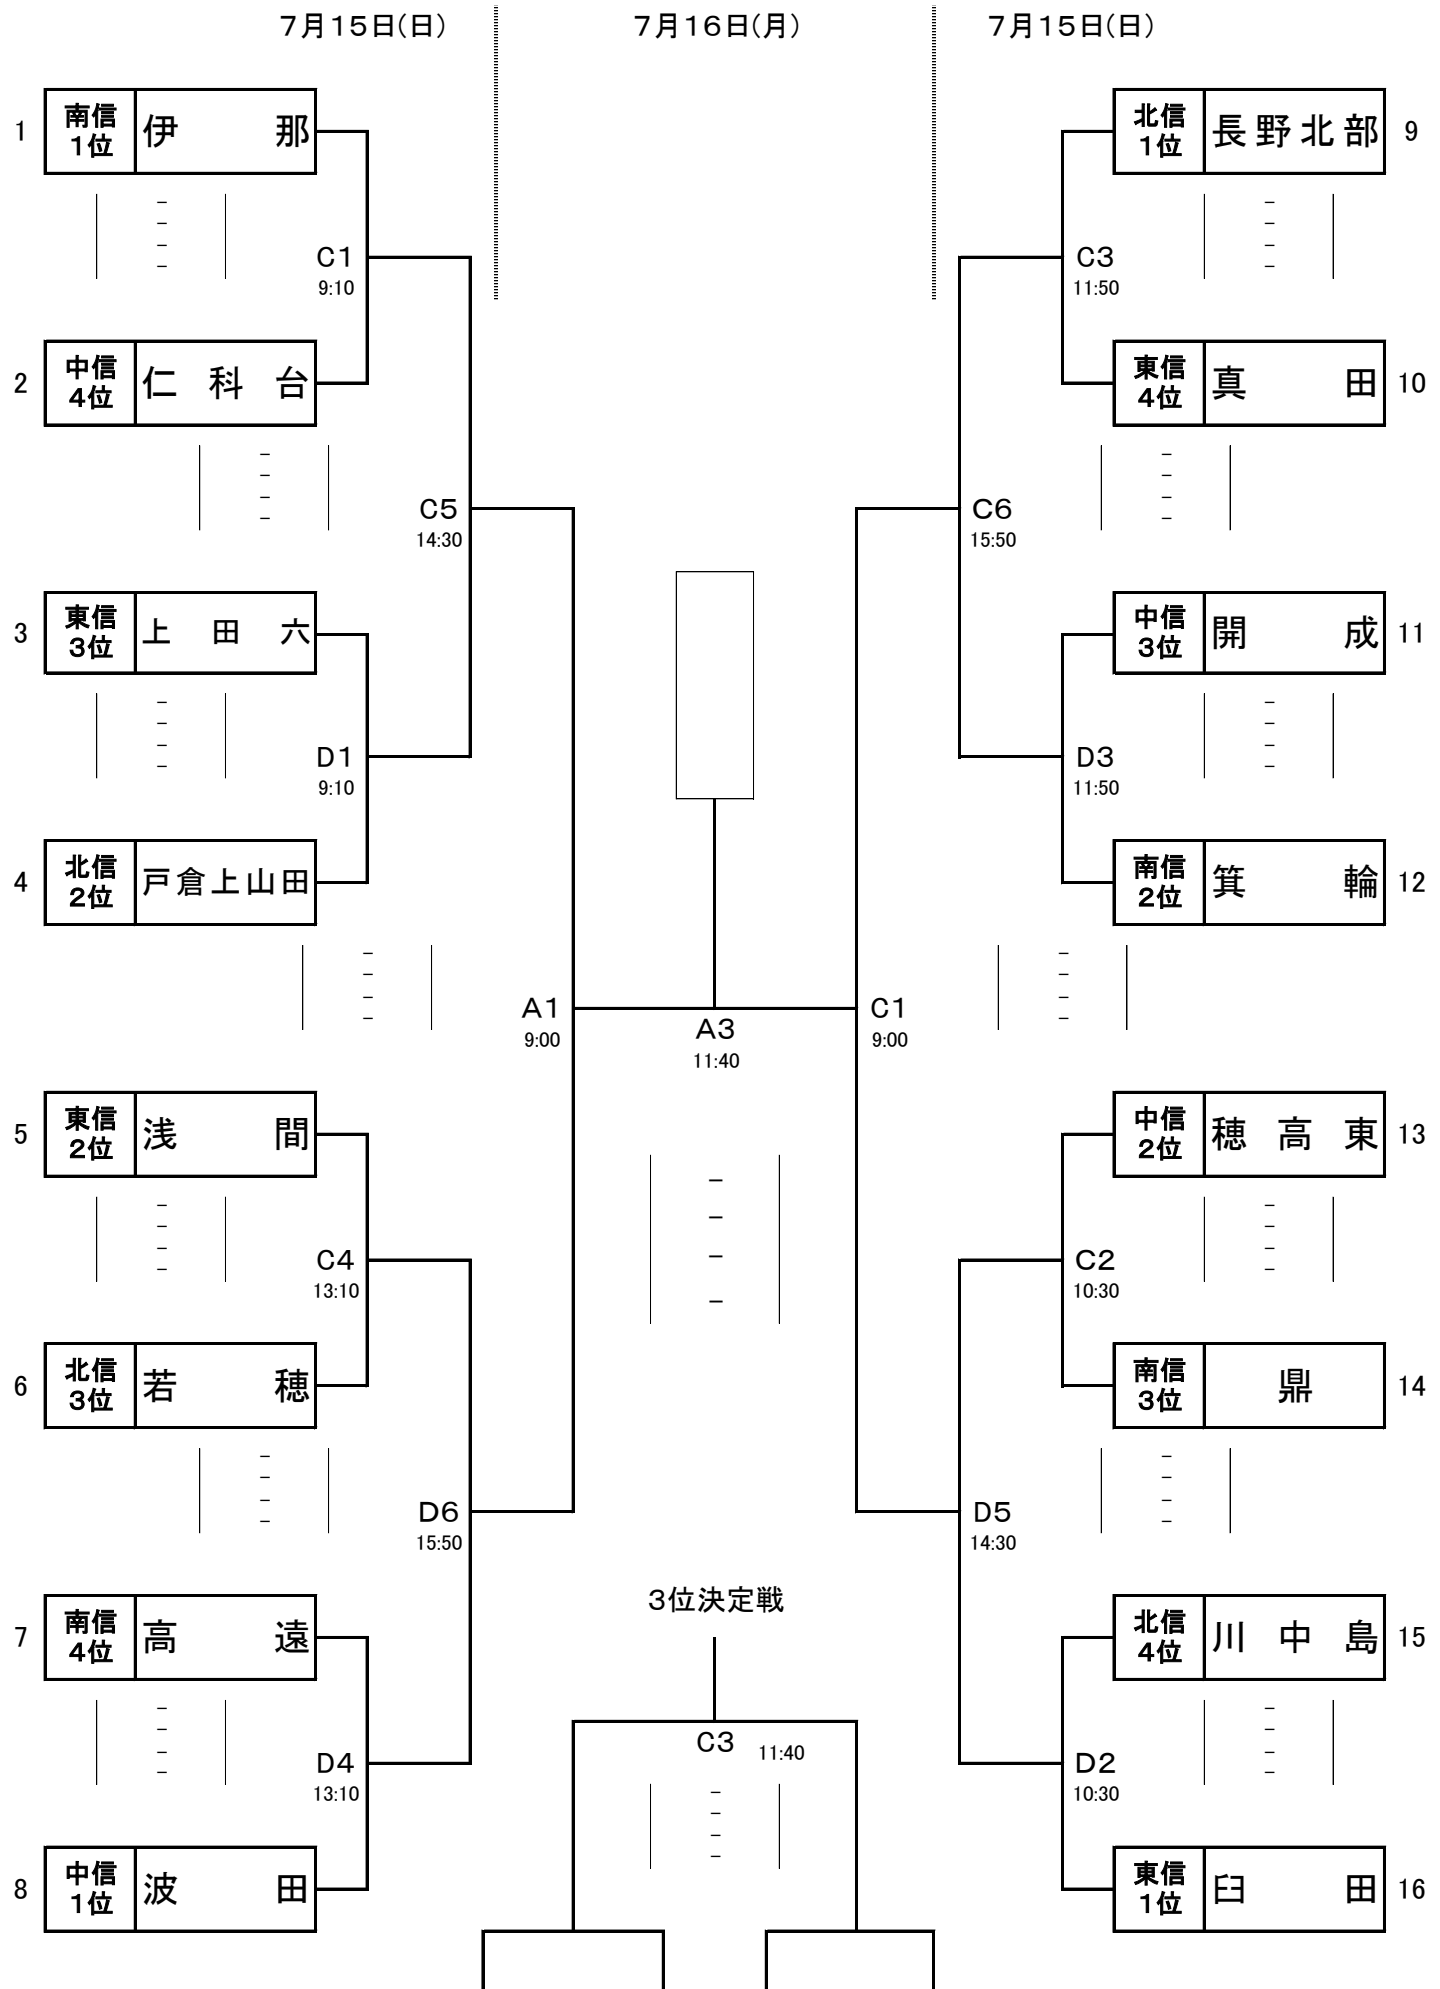 7月15日(日)
7月16日(月)
7月15日(日)
1 南信1位 伊那
C1
9:10
2 中信4位 仁科台
C5
14:30
3 東信3位 上田六
D1
9:10
4 北信2位 戸倉上山田
A1
9:00
5 東信2位 浅間
C4
13:10
6 北信3位 若穂
D6
15:50
7 南信4位 高遠
D4
13:10
8 中信1位 波田
A3
11:40
3位決定戦
C3 11:40
北信1位 長野北部 9
C3
11:50
東信4位 真田 10
C6
15:50
中信3位 開成 11
D3
11:50
南信2位 箕輪 12
C1
9:00
中信2位 穂高東 13
C2
10:30
南信3位 鼎 14
D5
14:30
北信4位 川中島 15
D2
10:30
東信1位 臼田 16